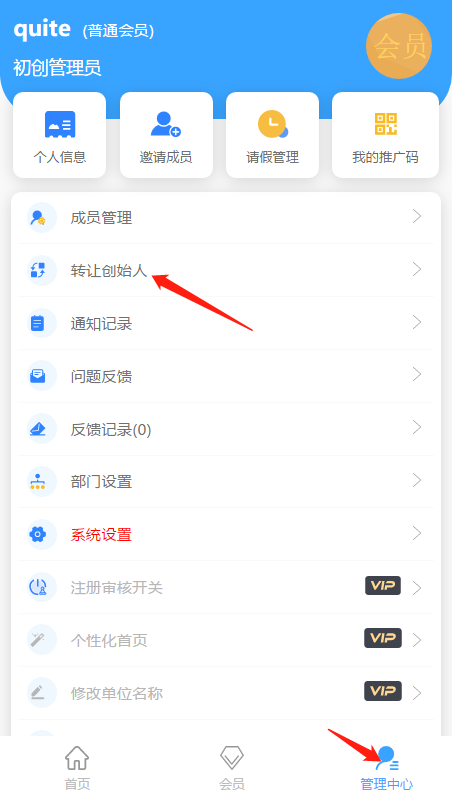 quite (普通会员)
会员
初创管理员
个人信息
邀请成员
请假管理
我的推广码
成员管理
转让创始人
通知记录
问题反馈
反馈记录(0)
部门设置
系统设置
注册审核开关 VIP
个性化首页 VIP
修改单位名称 VIP
首页
会员
管理中心